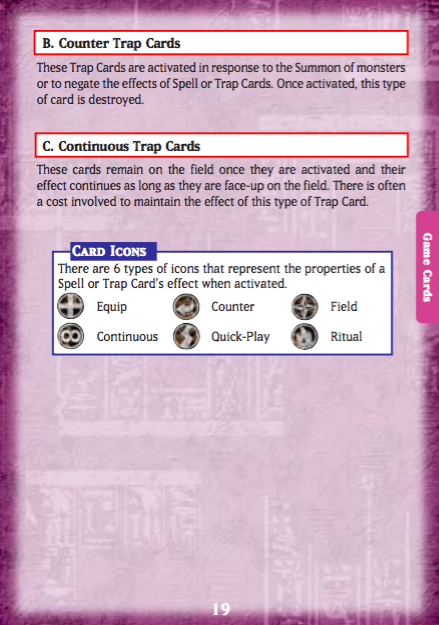 B. Counter Trap Cards
These Trap Cards are activated in response to the Summon of monsters
or to negate the effects of Spell or Trap Cards. Once activated, this type
of card is destroyed.
C. Continuous Trap Cards
These cards remain on the field once they are activated and their
effect continues as long as they are face-up on the field. There is often
a cost involved to maintain the effect of this type of Trap Card.
Game Cards
CARD ICONS
There are 6 types of icons that represent the properties of a
Spell or Trap Card's effect when activated.
Equip Counter Field
Continuous Quick-Play Ritual
19